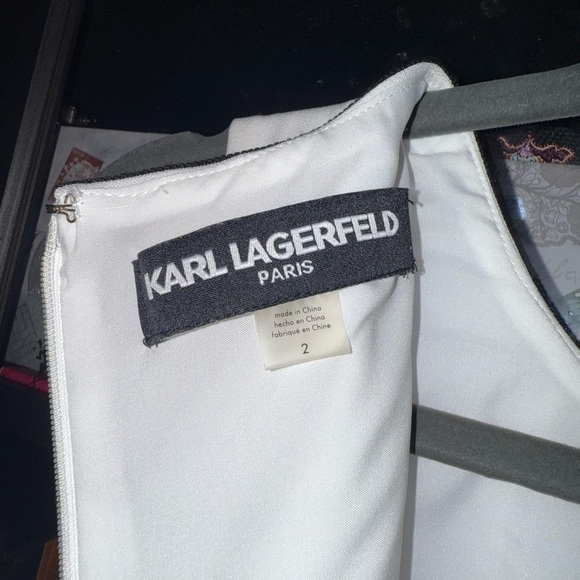 KARL LAGERFELD
PARIS
made in China
hecho en China
fabriqué en Chine
2